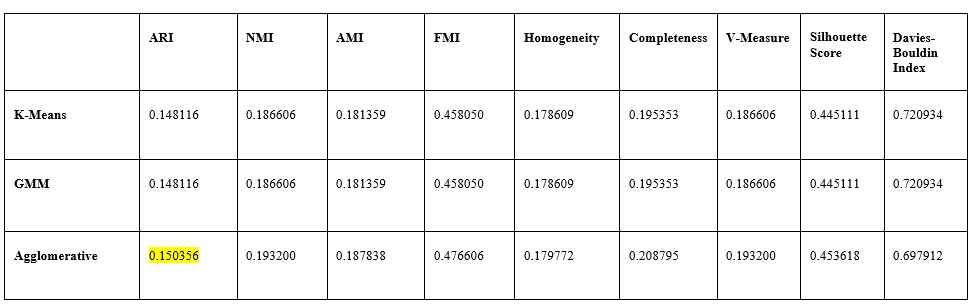 ARI NMI AMI FMI Homogeneity Completeness V-Measure Silhouette Score Davies-Bouldin Index
K-Means 0.148116 0.186606 0.181359 0.458050 0.178609 0.195353 0.186606 0.445111 0.720934
GMM 0.148116 0.186606 0.181359 0.458050 0.178609 0.195353 0.186606 0.445111 0.720934
Agglomerative 0.150356 0.193200 0.187838 0.476606 0.179772 0.208795 0.193200 0.453618 0.697912